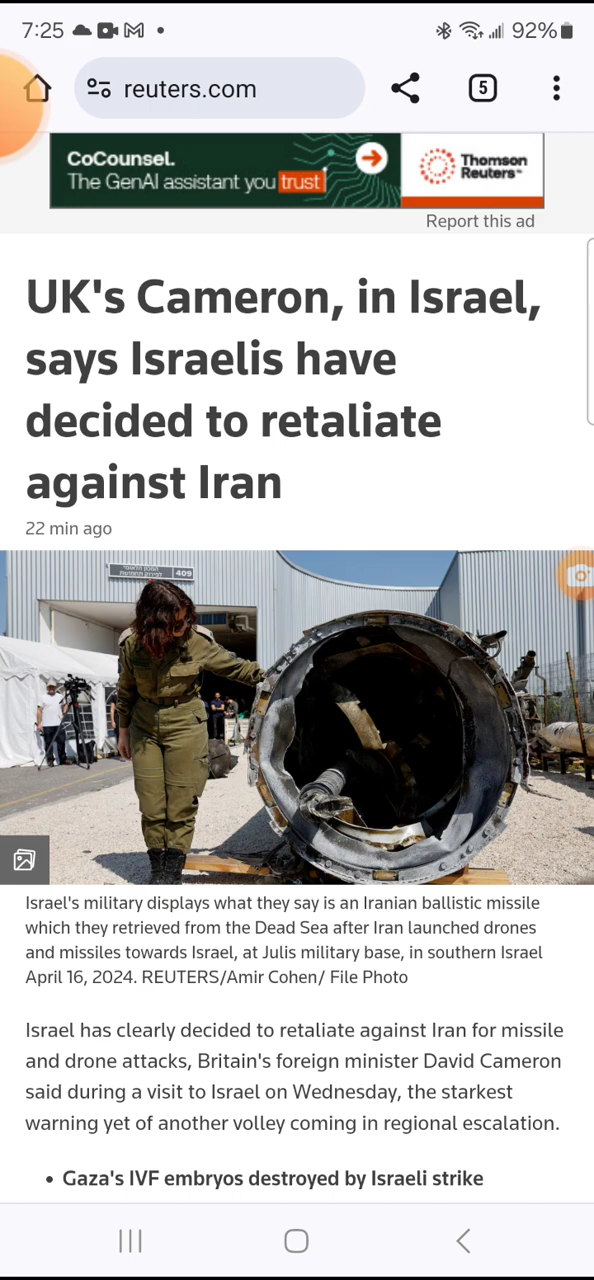 7:25
92%
reuters.com
5
CoCounsel.
The GenAI assistant you trust
Thomson
Reuters™
Report this ad
UK's Cameron, in Israel,
says Israelis have
decided to retaliate
against Iran
22 min ago
409
Israel's military displays what they say is an Iranian ballistic missile
which they retrieved from the Dead Sea after Iran launched drones
and missiles towards Israel, at Julis military base, in southern Israel
April 16, 2024. REUTERS/Amir Cohen/ File Photo
Israel has clearly decided to retaliate against Iran for missile
and drone attacks, Britain's foreign minister David Cameron
said during a visit to Israel on Wednesday, the starkest
warning yet of another volley coming in regional escalation.
• Gaza's IVF embryos destroyed by Israeli strike